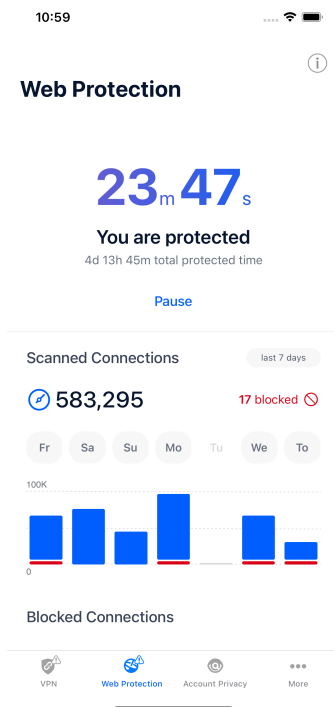 10:59
Web Protection
23m 47s
You are protected
4d 13h 45m total protected time
Pause
Scanned Connections
last 7 days
583,295
17 blocked
Fr Sa Su Mo Tu We To
100K
0
Blocked Connections
VPN Web Protection Account Privacy More